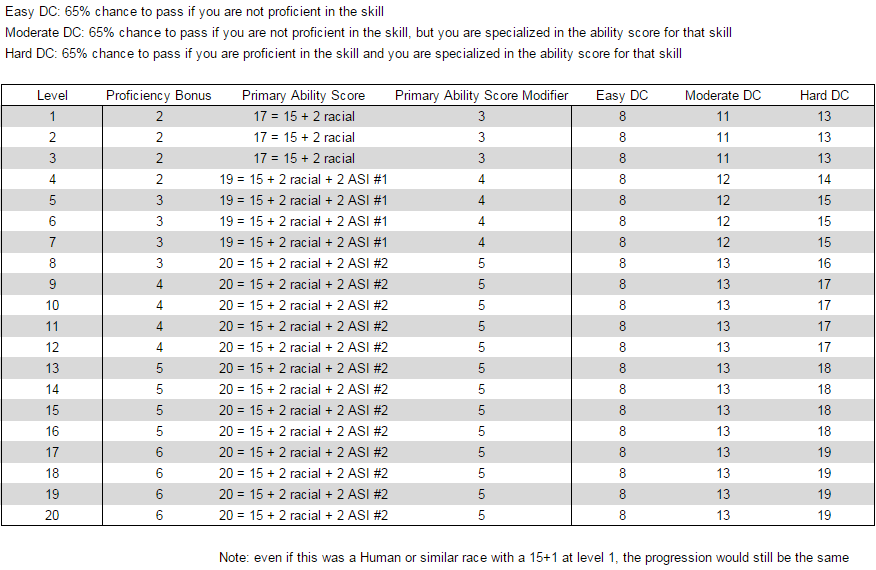 Easy DC: 65% chance to pass if you are not proficient in the skill
Moderate DC: 65% chance to pass if you are not proficient in the skill, but you are specialized in the ability score for that skill
Hard DC: 65% chance to pass if you are proficient in the skill and you are specialized in the ability score for that skill
Level Proficiency Bonus Primary Ability Score Primary Ability Score Modifier Easy DC Moderate DC Hard DC
1 2 17 = 15 + 2 racial 3 8 11 13
2 2 17 = 15 + 2 racial 3 8 11 13
3 2 17 = 15 + 2 racial 3 8 11 13
4 2 19 = 15 + 2 racial + 2 ASI #1 4 8 12 14
5 3 19 = 15 + 2 racial + 2 ASI #1 4 8 12 15
6 3 19 = 15 + 2 racial + 2 ASI #1 4 8 12 15
7 3 19 = 15 + 2 racial + 2 ASI #1 4 8 12 15
8 3 20 = 15 + 2 racial + 2 ASI #2 5 8 13 16
9 4 20 = 15 + 2 racial + 2 ASI #2 5 8 13 17
10 4 20 = 15 + 2 racial + 2 ASI #2 5 8 13 17
11 4 20 = 15 + 2 racial + 2 ASI #2 5 8 13 17
12 4 20 = 15 + 2 racial + 2 ASI #2 5 8 13 17
13 5 20 = 15 + 2 racial + 2 ASI #2 5 8 13 18
14 5 20 = 15 + 2 racial + 2 ASI #2 5 8 13 18
15 5 20 = 15 + 2 racial + 2 ASI #2 5 8 13 18
16 5 20 = 15 + 2 racial + 2 ASI #2 5 8 13 18
17 6 20 = 15 + 2 racial + 2 ASI #2 5 8 13 19
18 6 20 = 15 + 2 racial + 2 ASI #2 5 8 13 19
19 6 20 = 15 + 2 racial + 2 ASI #2 5 8 13 19
20 6 20 = 15 + 2 racial + 2 ASI #2 5 8 13 19
Note: even if this was a Human or similar race with a 15+1 at level 1, the progression would still be the same